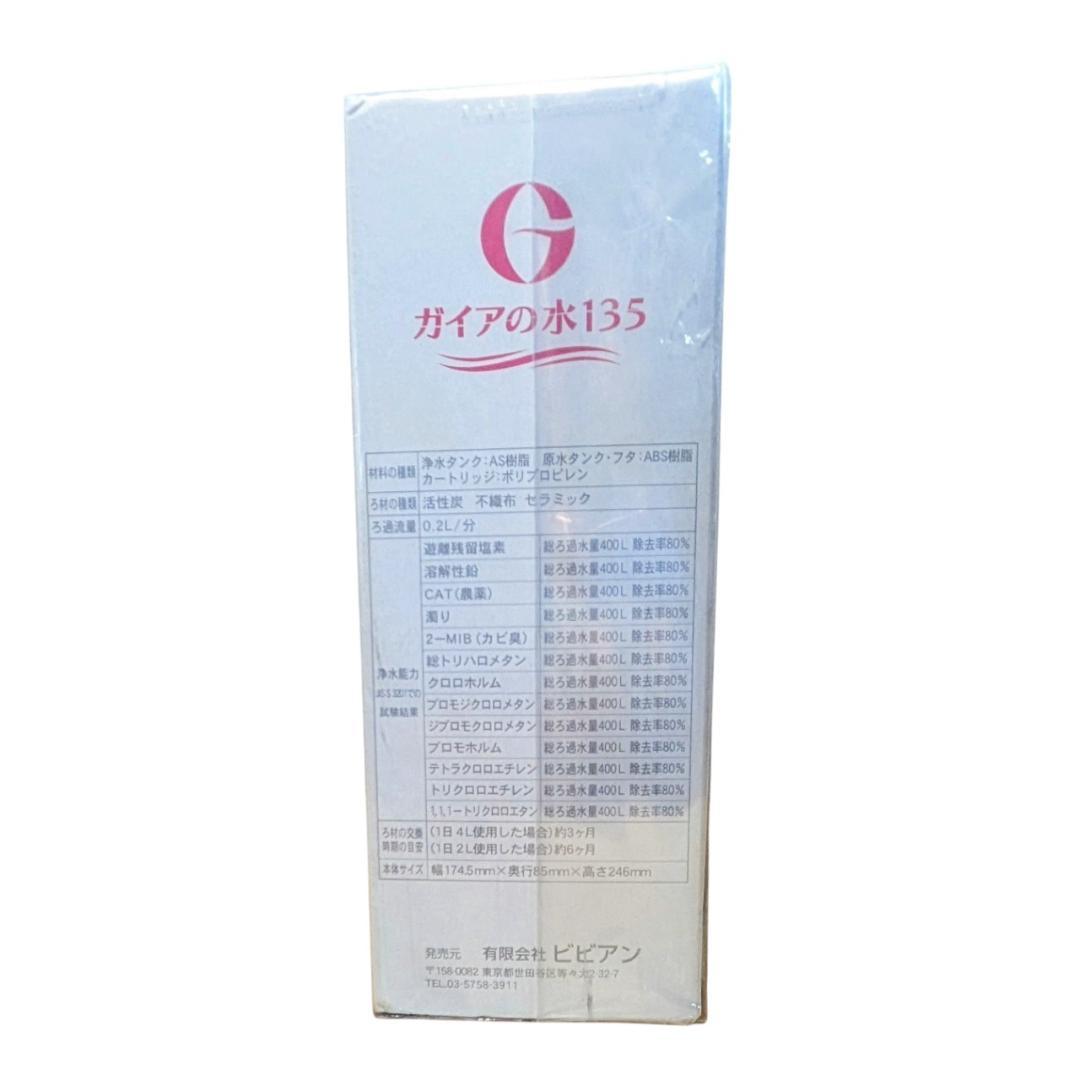 G
ガイアの水135
材料の種類 浄水タンク:AS樹脂 原水タンク・フタ:ABS樹脂
カートリッジ:ポリプロピレン
ろ材の種類 活性炭 不織布 セラミック
ろ過流量 0.2L/分
遊離残留塩素 総ろ過水量400L 除去率80%
溶解性鉛 総ろ過水量400L 除去率80%
CAT(農薬) 総ろ過水量400L 除去率80%
濁り 総ろ過水量400L 除去率80%
2-MIB(カビ臭) 総ろ過水量400L 除去率80%
総トリハロメタン 総ろ過水量400L 除去率80%
浄水能力
での
試験結果
クロロホルム 総ろ過水量400L 除去率80%
ブロモジクロロメタン 総ろ過水量400L 除去率80%
ジブロモクロロメタン 総ろ過水量400L 除去率80%
ブロモホルム 総ろ過水量400L 除去率80%
テトラクロロエチレン 総ろ過水量400L 除去率80%
トリクロロエチレン 総ろ過水量400L 除去率80%
1,1,1-トリクロロエタン 総ろ過水量400L 除去率80%
ろ材の交換 (1日4L使用した場合)約3ヶ月
時期の目安 (1日2L使用した場合)約6ヶ月
本体サイズ 幅174.5mm×奥行85mm×高さ246mm
発売元 有限会社 ビビアン
〒158-0082 東京都世田谷区等々力2-32-7
TEL.03-5758-3911